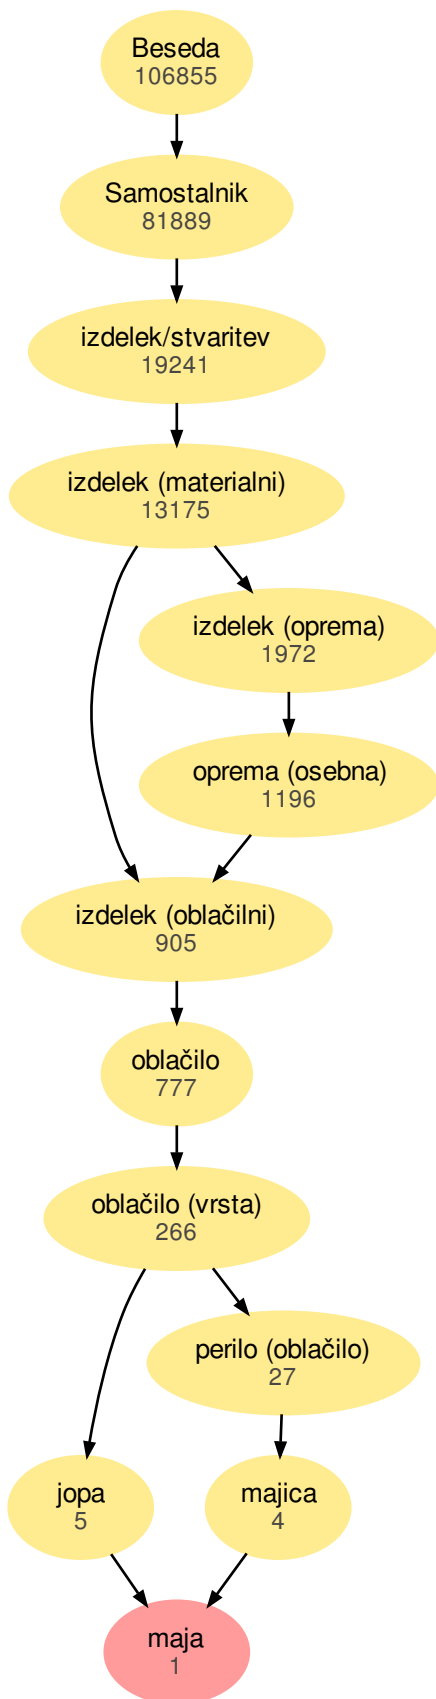 Beseda
106855
Samostalnik
81889
izdelek/stvaritev
19241
izdelek (materialni)
13175
izdelek (oprema)
1972
oprema (osebna)
1196
izdelek (oblačilni)
905
oblačilo
777
oblačilo (vrsta)
266
perilo (oblačilo)
27
jopa
5
majica
4
maja
1